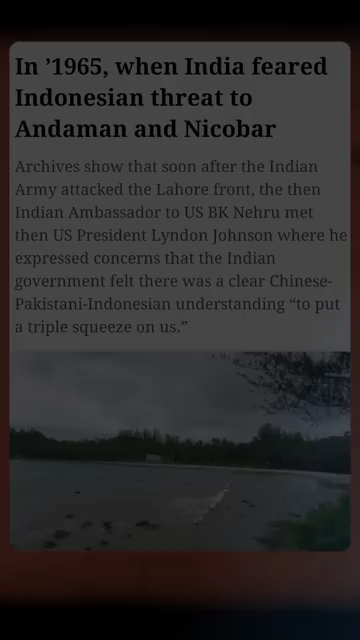 In ’1965, when India feared
Indonesian threat to
Andaman and Nicobar
Archives show that soon after the Indian
Army attacked the Lahore front, the then
Indian Ambassador to US BK Nehru met
then US President Lyndon Johnson where he
expressed concerns that the Indian
government felt there was a clear Chinese-
Pakistani-Indonesian understanding “to put
a triple squeeze on us.”